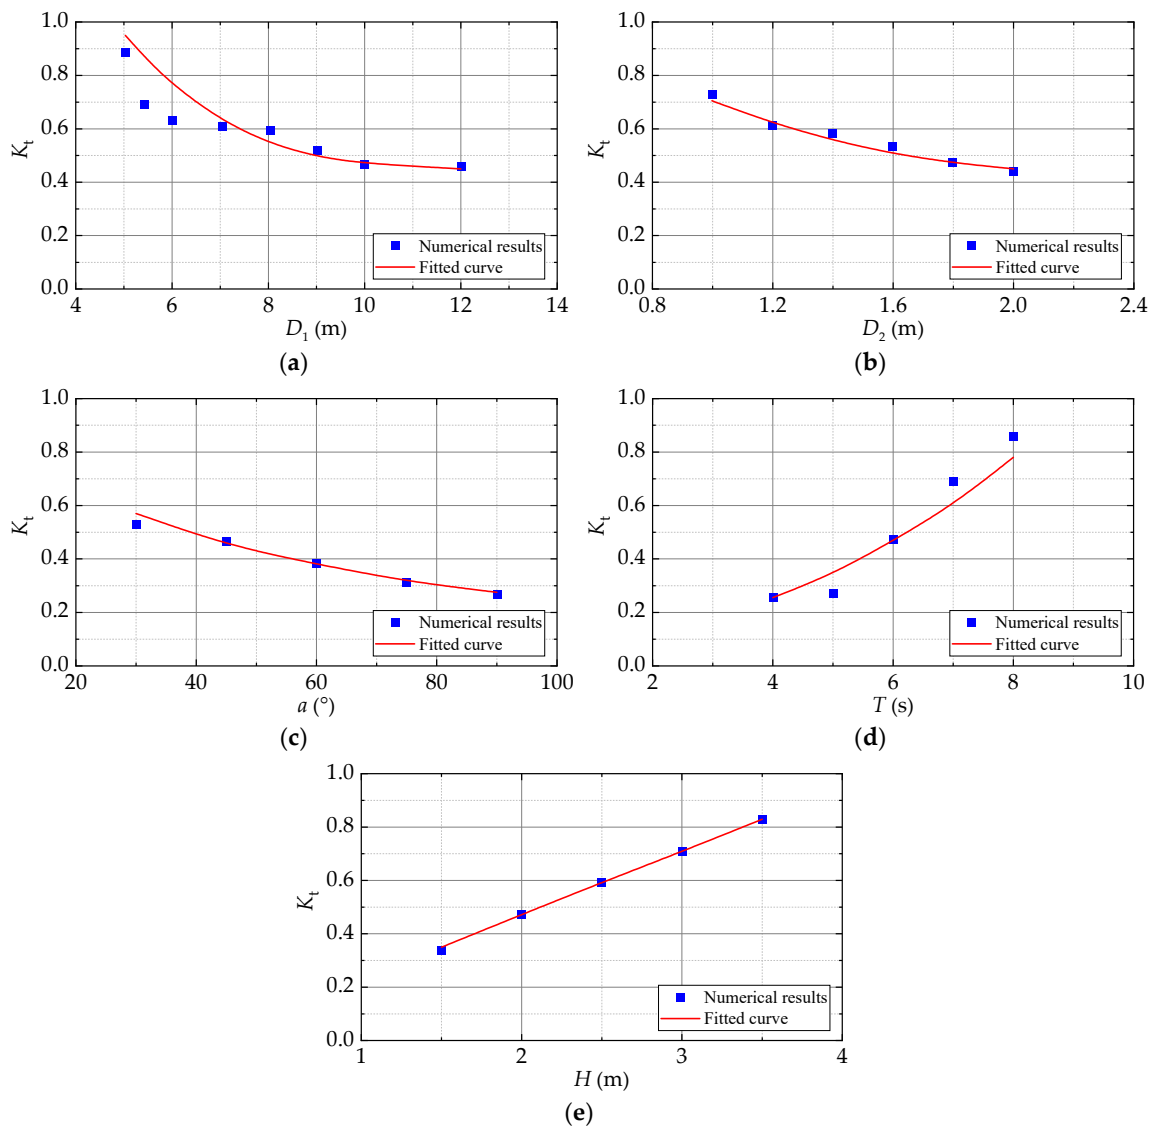 1.0
0.8
0.6
0.4
0.2
0.0
Kt
Numerical results
Fitted curve
4 6 8 10 12 14
D1 (m)
(a)
1.0
0.8
0.6
0.4
0.2
0.0
Kt
Numerical results
Fitted curve
0.8 1.2 1.6 2.0 2.4
D2 (m)
(b)
1.0
0.8
0.6
0.4
0.2
0.0
Kt
Numerical results
Fitted curve
20 40 60 80 100
a (°)
(c)
1.0
0.8
0.6
0.4
0.2
0.0
Kt
Numerical results
Fitted curve
2 4 6 8 10
T (s)
(d)
1.0
0.8
0.6
0.4
0.2
0.0
Kt
Numerical results
Fitted curve
1 2 3 4
H (m)
(e)